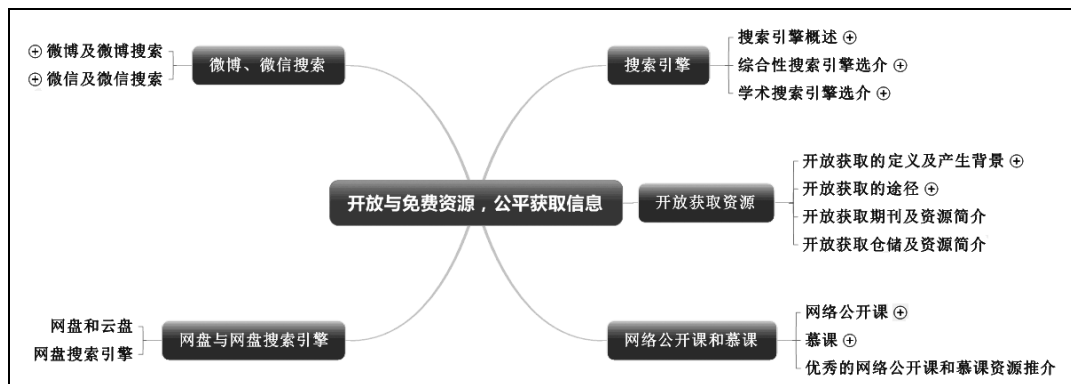 开放与免费资源，公平获取信息
搜索引擎
搜索引擎概述
综合性搜索引擎选介
学术搜索引擎选介
开放获取资源
开放获取的定义及产生背景
开放获取的途径
开放获取期刊及资源简介
开放获取仓储及资源简介
网络公开课和慕课
网络公开课
慕课
优秀的网络公开课和慕课资源推介
微博、微信搜索
微博及微博搜索
微信及微信搜索
网盘与网盘搜索引擎
网盘和云盘
网盘搜索引擎